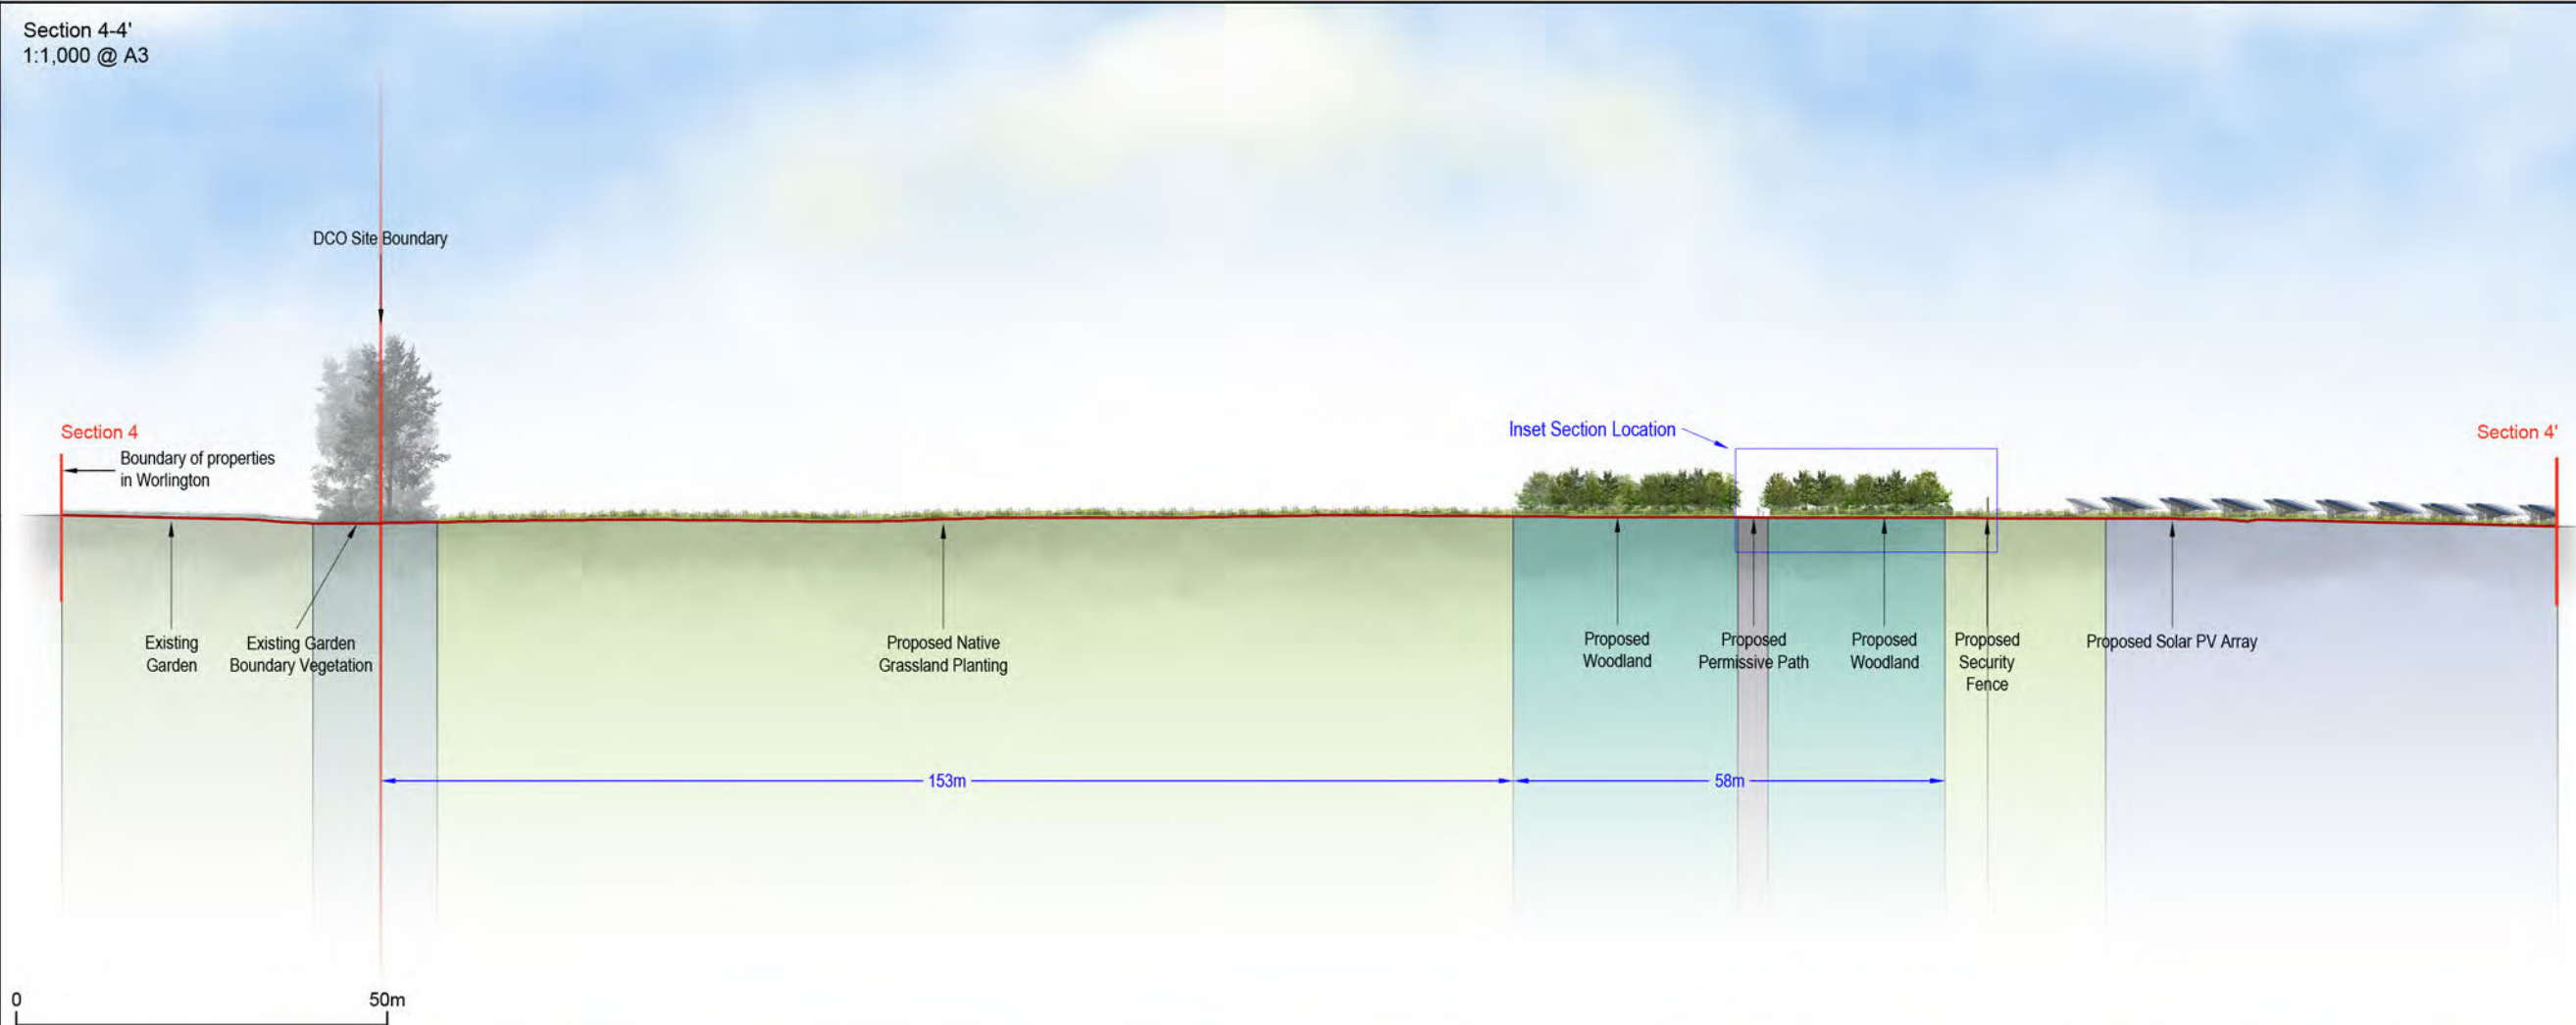 Section 4-4'
1:1,000 @ A3
DCO Site Boundary
Section 4
Boundary of properties
in Worlington
Inset Section Location
Section 4'
Existing
Garden
Existing Garden
Boundary Vegetation
Proposed Native
Grassland Planting
Proposed
Woodland
Proposed
Permissive Path
Proposed
Woodland
Proposed
Security
Fence
Proposed Solar PV Array
153m
58m
0
50m